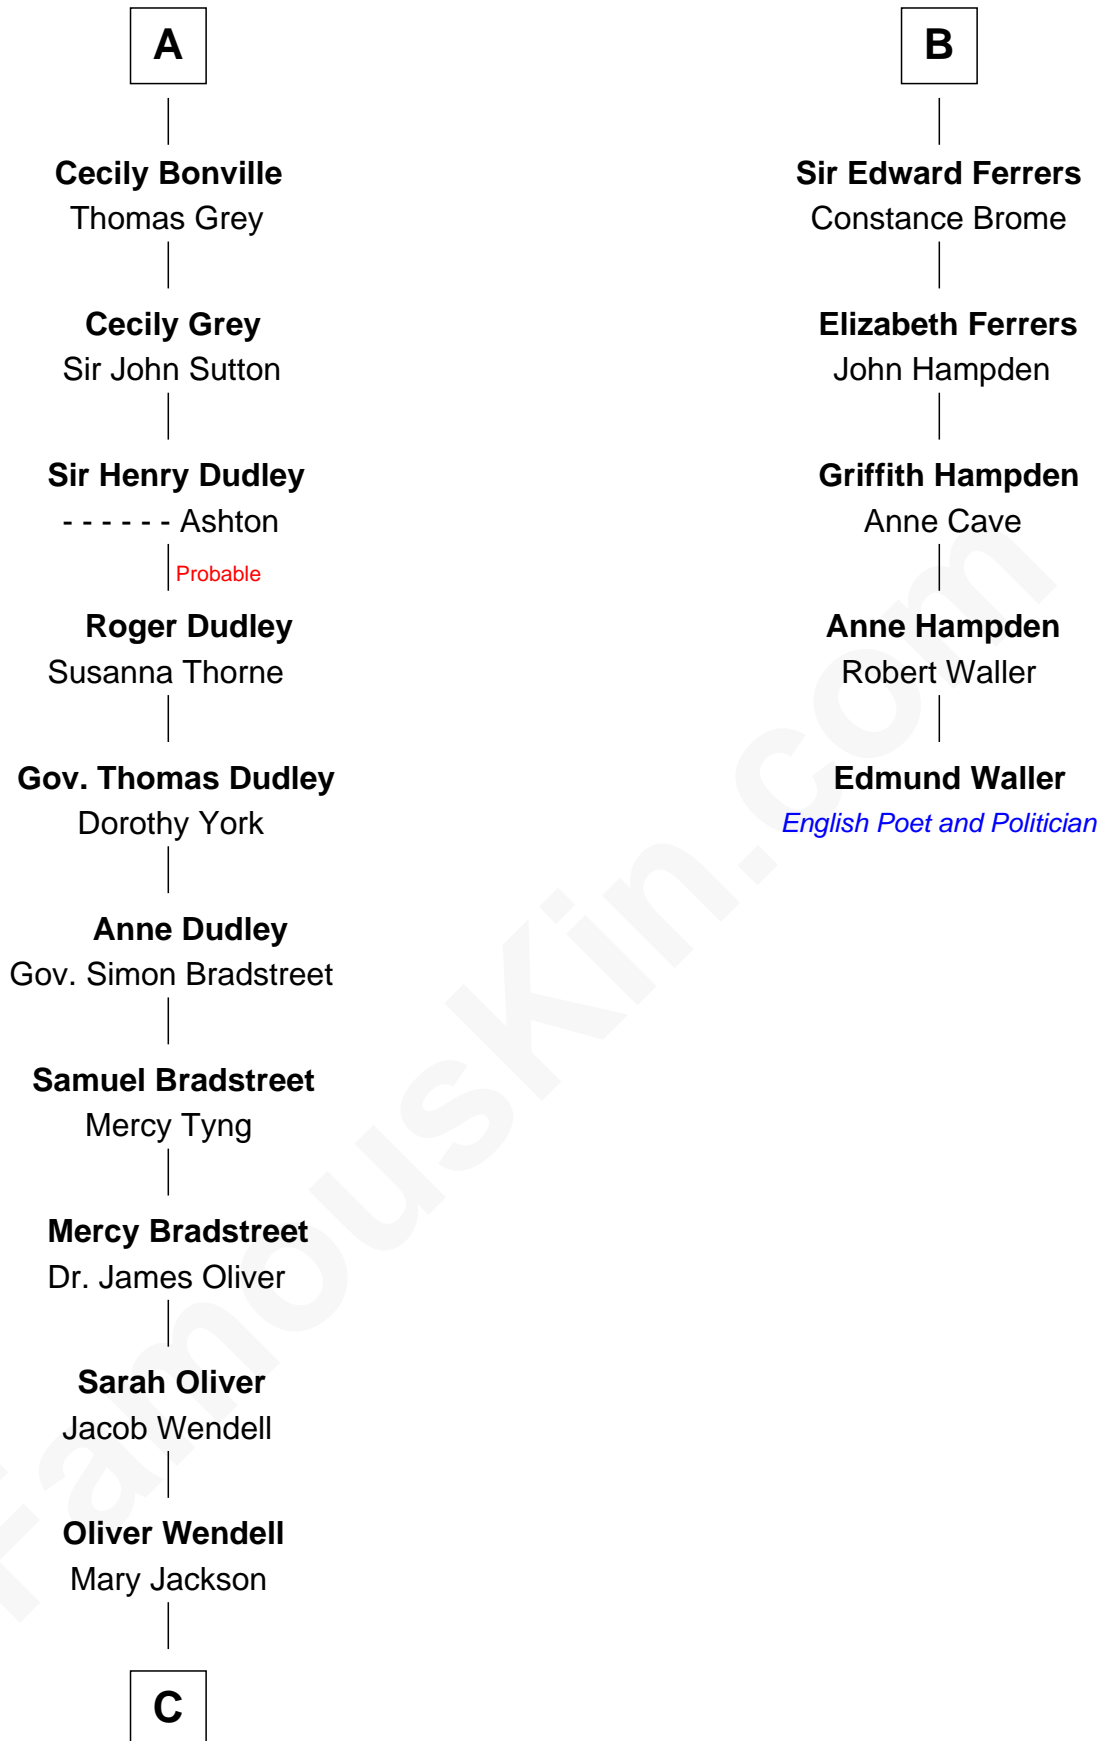 A
Cecily Bonville
Thomas Grey
Cecily Grey
Sir John Sutton
Sir Henry Dudley
- - - - - - Ashton
Probable
Roger Dudley
Susanna Thorne
Gov. Thomas Dudley
Dorothy York
Anne Dudley
Gov. Simon Bradstreet
Samuel Bradstreet
Mercy Tyng
Mercy Bradstreet
Dr. James Oliver
Sarah Oliver
Jacob Wendell
Oliver Wendell
Mary Jackson
C
B
Sir Edward Ferrers
Constance Brome
Elizabeth Ferrers
John Hampden
Griffith Hampden
Anne Cave
Anne Hampden
Robert Waller
Edmund Waller
English Poet and Politician
FamousKin.com